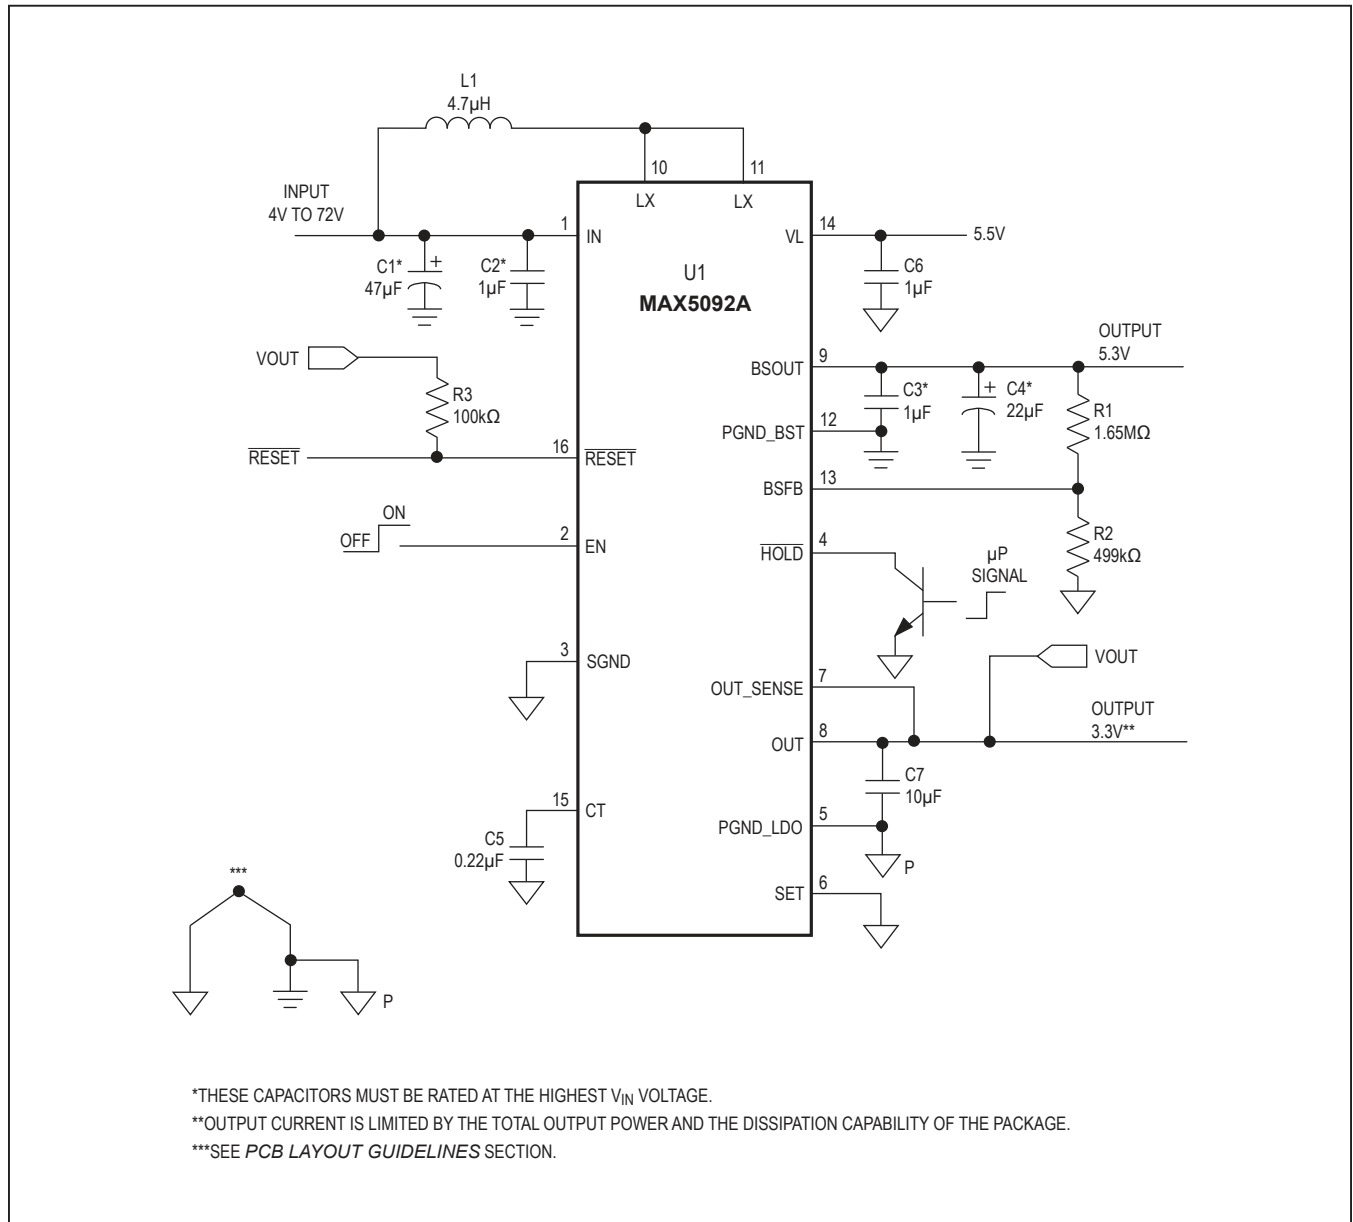 L1
4.7µH
10
11
LX
LX
INPUT
4V TO 72V
1
IN
C1*
47µF
+
C2*
1µF
U1
MAX5092A
VL
14
5.5V
C6
1µF
OUTPUT
5.3V
BSOUT
9
C3*
1µF
+
C4*
22µF
R1
1.65MΩ
PGND_BST
12
BSFB
13
R2
499kΩ
VOUT
R3
100kΩ
RESET
16
RESET
ON
OFF
2
EN
HOLD
4
µP
SIGNAL
3
SGND
VOUT
OUT_SENSE
7
OUTPUT
3.3V**
OUT
8
C7
10µF
15
CT
C5
0.22µF
PGND_LDO
5
P
SET
6
***
P
*THESE CAPACITORS MUST BE RATED AT THE HIGHEST VIN VOLTAGE.
**OUTPUT CURRENT IS LIMITED BY THE TOTAL OUTPUT POWER AND THE DISSIPATION CAPABILITY OF THE PACKAGE.
***SEE PCB LAYOUT GUIDELINES SECTION.